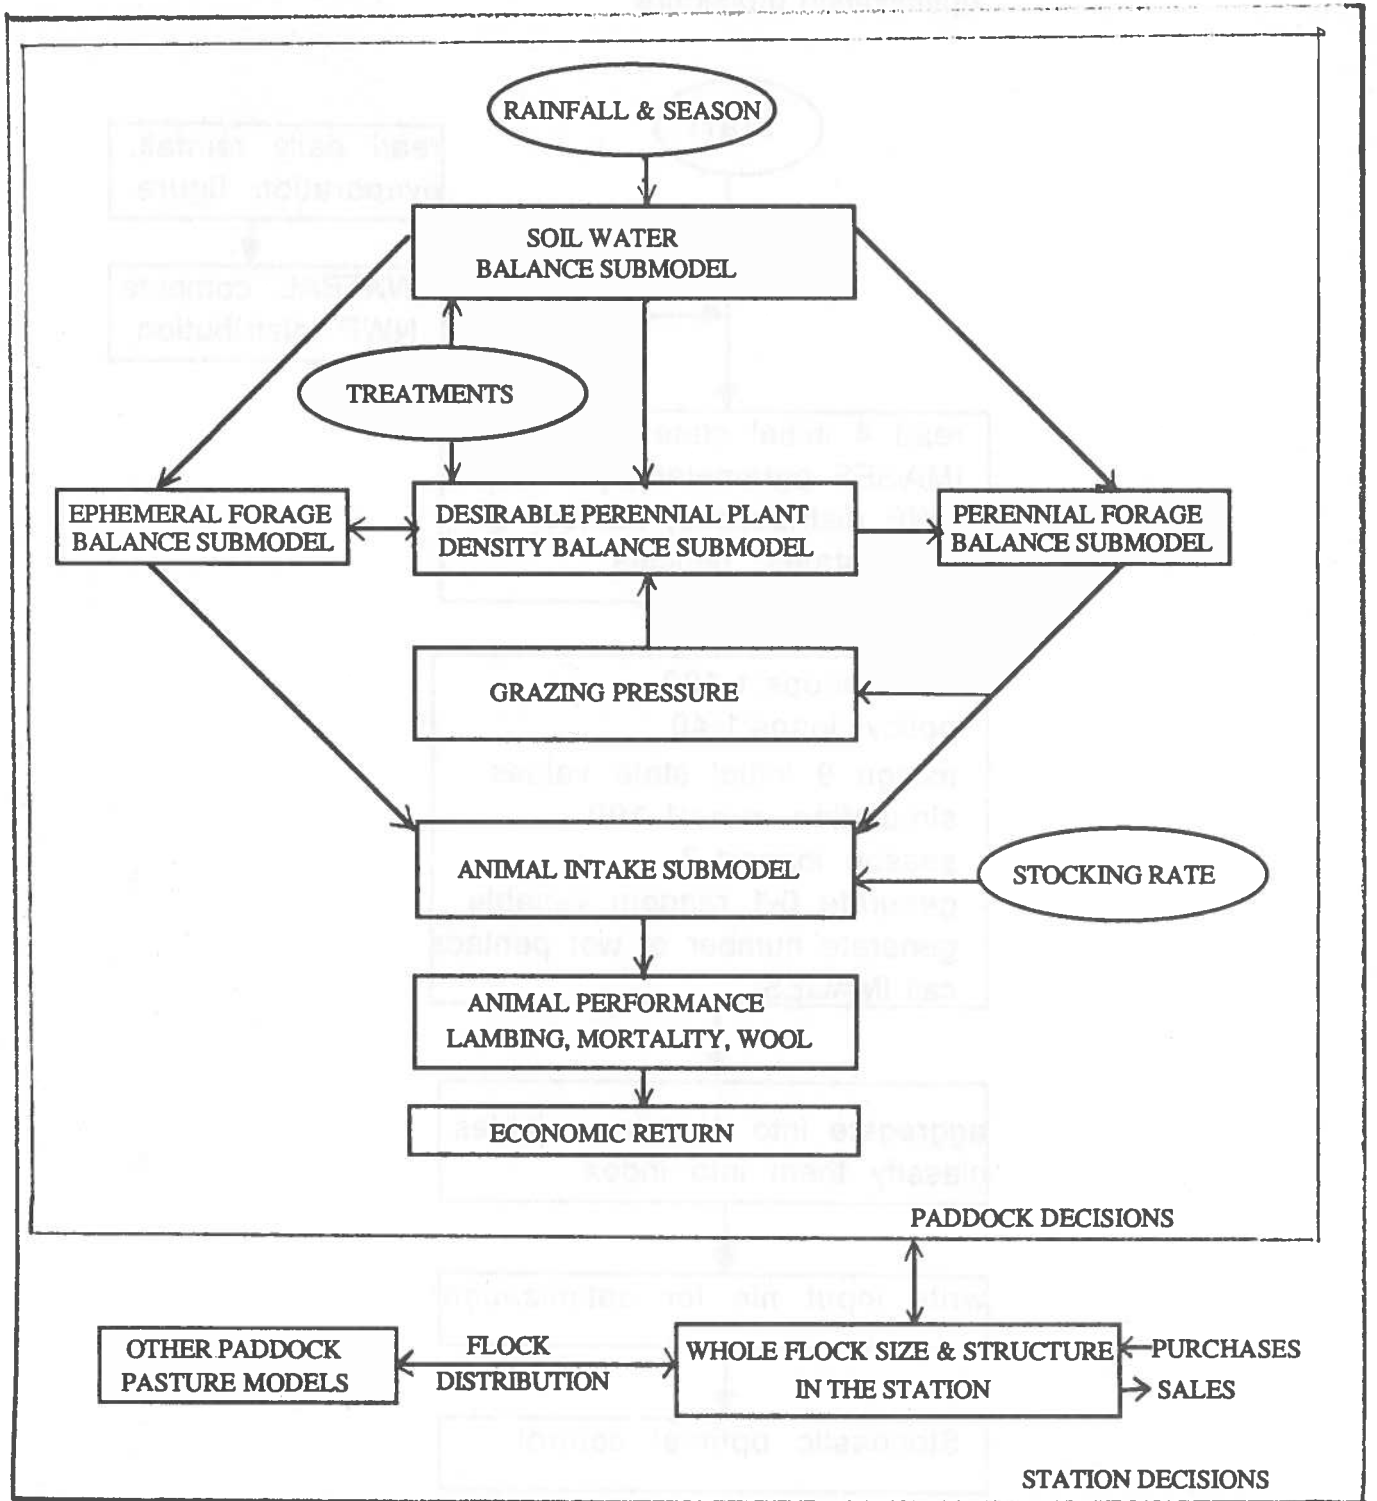 RAINFALL & SEASON
SOIL WATER
BALANCE SUBMODEL
TREATMENTS
EPHEMERAL FORAGE
BALANCE SUBMODEL
DESIRABLE PERENNIAL PLANT
DENSITY BALANCE SUBMODEL
PERENNIAL FORAGE
BALANCE SUBMODEL
GRAZING PRESSURE
ANIMAL INTAKE SUBMODEL
STOCKING RATE
ANIMAL PERFORMANCE
LAMBING, MORTALITY, WOOL
ECONOMIC RETURN
PADDOCK DECISIONS
OTHER PADDOCK
PASTURE MODELS
FLOCK
DISTRIBUTION
WHOLE FLOCK SIZE & STRUCTURE
IN THE STATION
PURCHASES
SALES
STATION DECISIONS